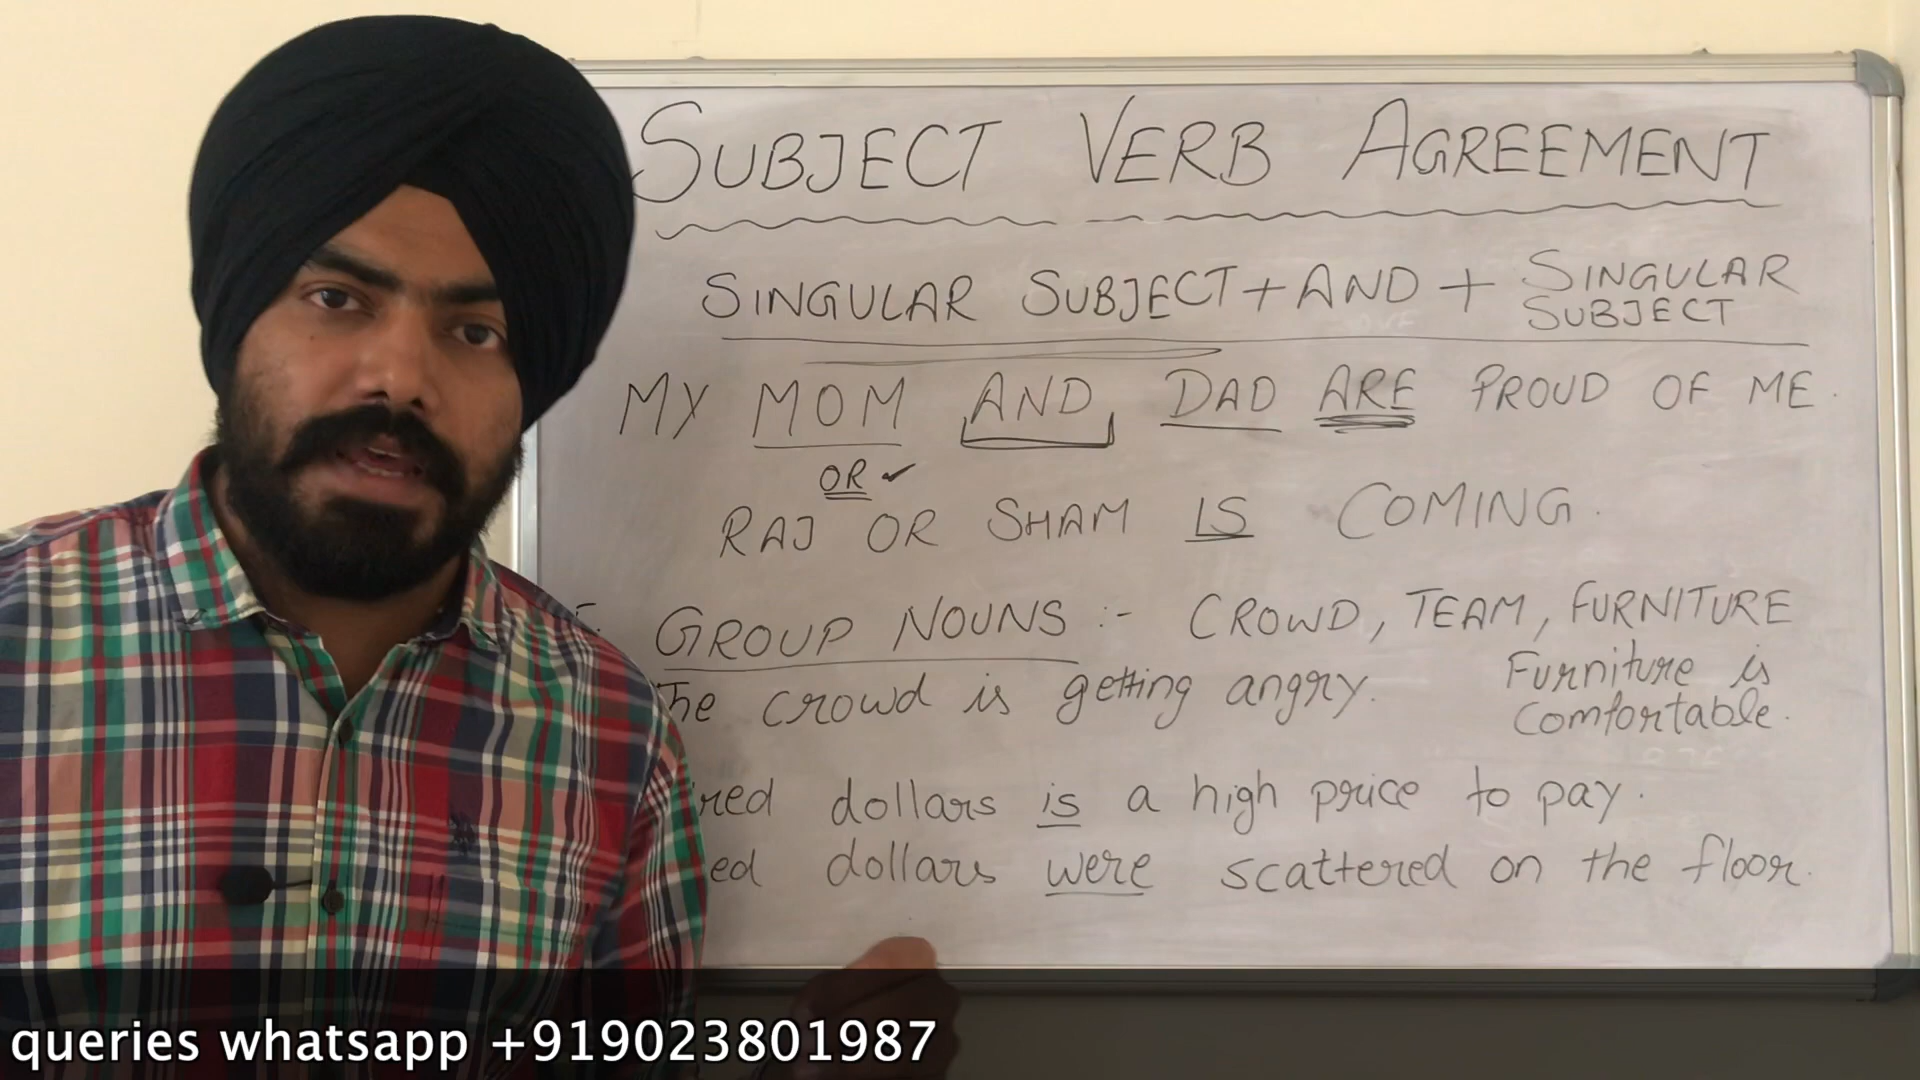 SUBJECT VERB AGREEMENT
SINGULAR SUBJECT + AND + SINGULAR SUBJECT
MY MOM AND DAD ARE PROUD OF ME.
OR ✓
RAJ OR SHAM IS COMING.
GROUP NOUNS :- CROWD, TEAM, FURNITURE
The crowd is getting angry.
Furniture is
comfortable.
dollars is a high price to pay.
dollars were scattered on the floor.
queries whatsapp +919023801987